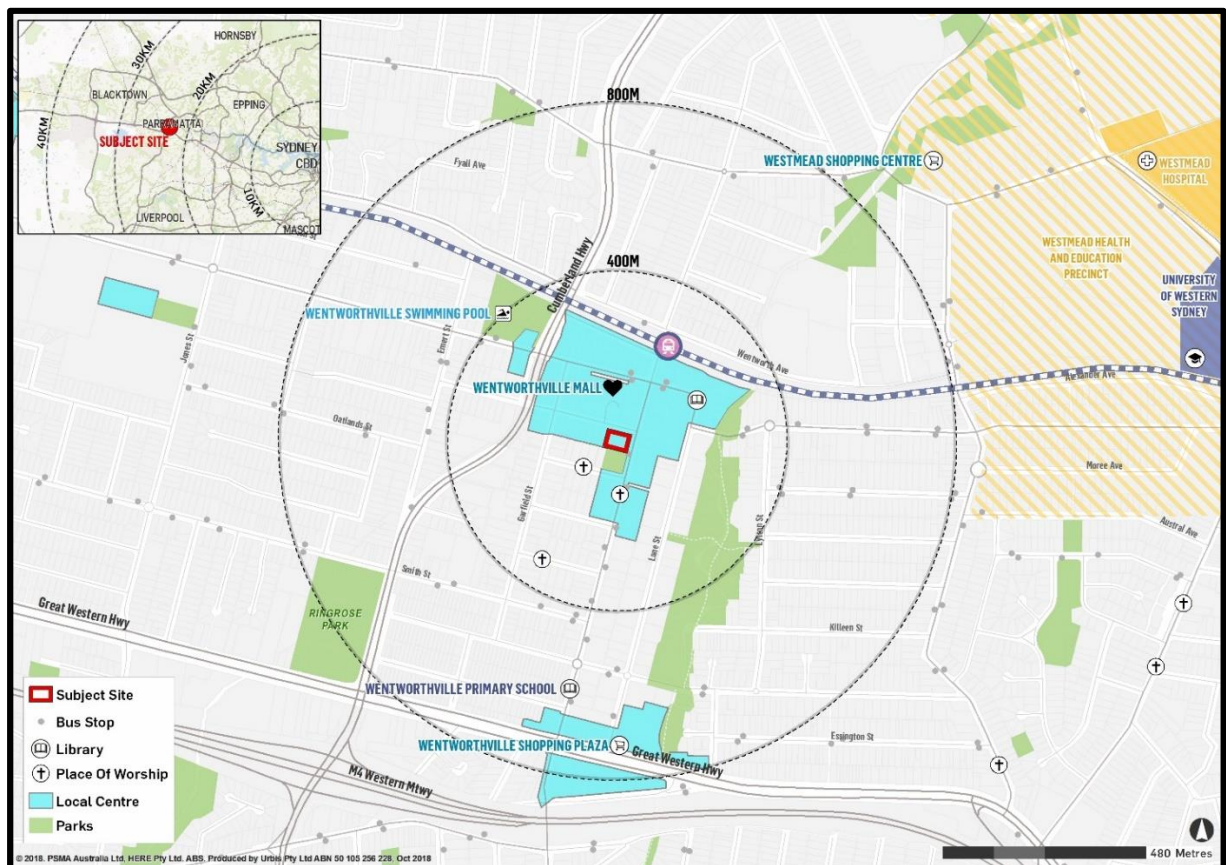 HORNSBY
30KM
20KM
BLACKTOWN
EPPING
40KM
PARRAMATTA
SUBJECT SITE
SYDNEY
CBD
10KM
LIVERPOOL
MASCOT
800M
Fyall Ave
WESTMEAD SHOPPING CENTRE
WESTMEAD
HOSPITAL
Cumberland Hwy
400M
WESTMEAD HEALTH
AND EDUCATION
PRECINCT
UNIVERSITY
OF WESTERN
SYDNEY
WENTWORTHVILLE SWIMMING POOL
Emert St
Jones St
Wentworth Ave
Alexander Ave
WENTWORTHVILLE MALL
Oatlands St
Moree Ave
Garfield St
Lane St
Austral Ave
Smith St
Great Western Hwy
RINGROSE
PARK
Killeen St
WENTWORTHVILLE PRIMARY SCHOOL
WENTWORTHVILLE SHOPPING PLAZA
Great Western Hwy
Essington St
M4 Western Mtwy
Subject Site
Bus Stop
Library
Place Of Worship
Local Centre
Parks
480 Metres
© 2018. PSMA Australia Ltd. HERE Pty Ltd. ABS. Produced by Urbis Pty Ltd ABN 50 105 256 228. Oct 2018